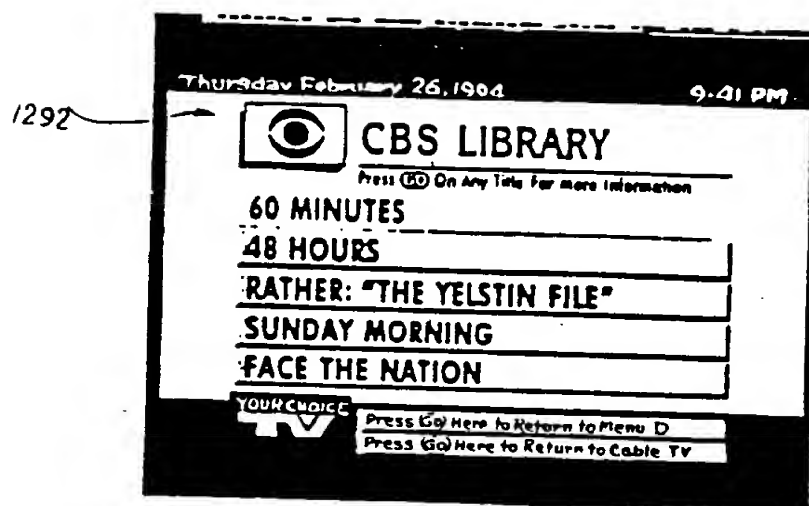 Thursday February 26, 1994 9:41 PM
1292
CBS LIBRARY
Press GO On Any Title For more Information
60 MINUTES
48 HOURS
RATHER: "THE YELSTIN FILE"
SUNDAY MORNING
FACE THE NATION
YOUR CHOICE
TV
Press Go Here to Return to Menu D
Press Go Here to Return to Cable TV